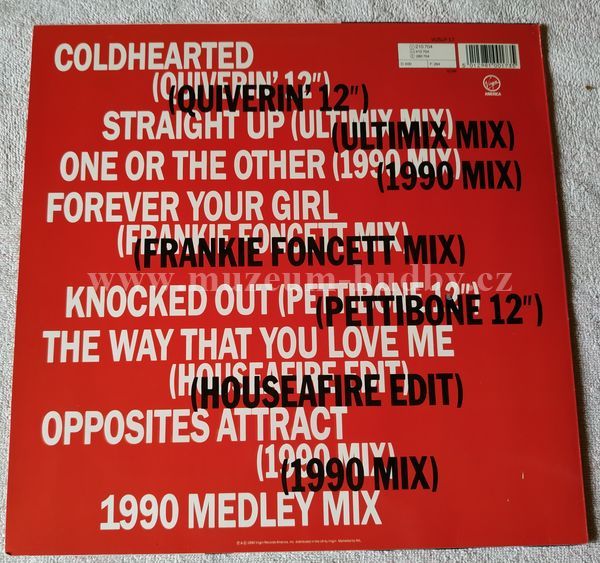 210 704
COLDHEARTED
(QUIVERIN' 12")
(QUIVERIN' 12")
STRAIGHT UP (ULTIMIX MIX)
(ULTIMIX MIX)
ONE OR THE OTHER (1990 MIX)
(1990 MIX)
FOREVER YOUR GIRL
(FRANKIE FONCETT MIX)
(FRANKIE FONCETT MIX)
www.muzeum-hudby.cz
KNOCKED OUT (PETTIBONE 12")
(PETTIBONE 12")
THE WAY THAT YOU LOVE ME
(HOUSEAFIRE EDIT)
(HOUSEAFIRE EDIT)
OPPOSITES ATTRACT
(1990 MIX)
(1990 MIX)
1990 MEDLEY MIX
Virgin
AMERICA